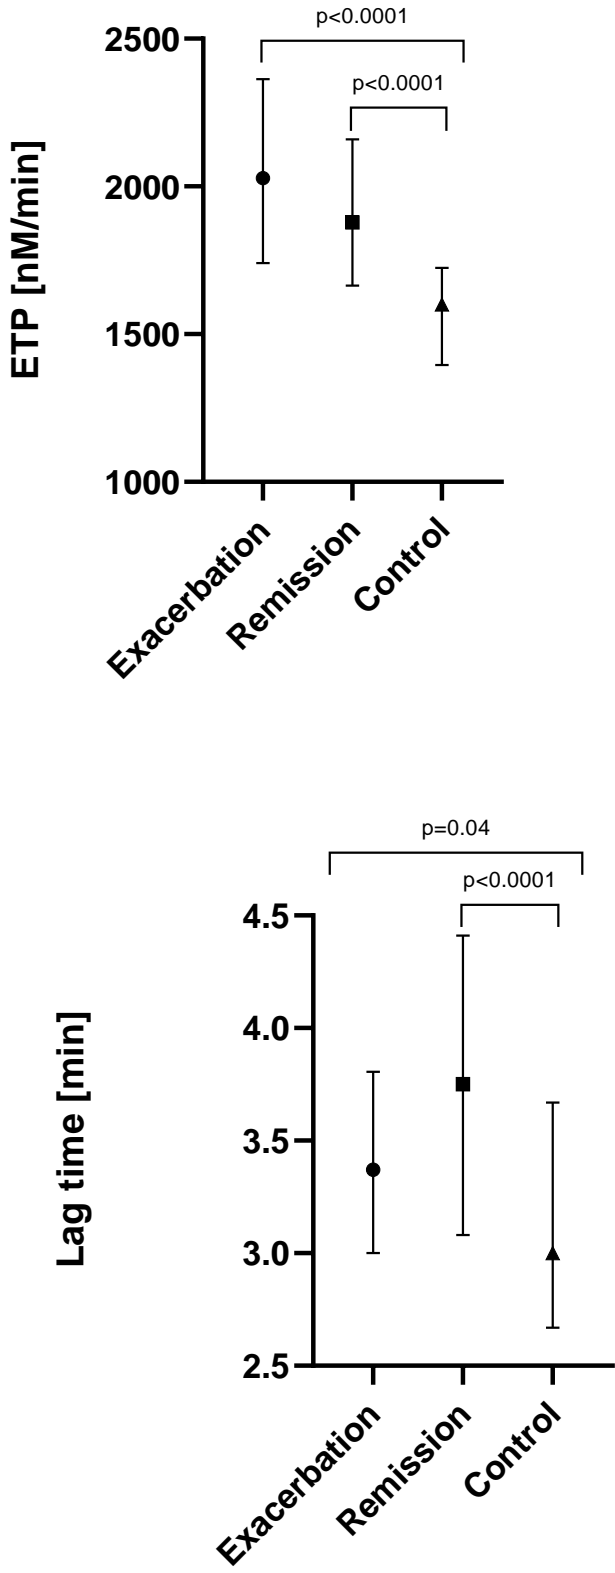 p<0.0001
p<0.0001
2500
2000
1500
1000
ETP [nM/min]
Exacerbation
Remission
Control
p=0.04
p<0.0001
4.5
4.0
3.5
3.0
2.5
Lag time [min]
Exacerbation
Remission
Control